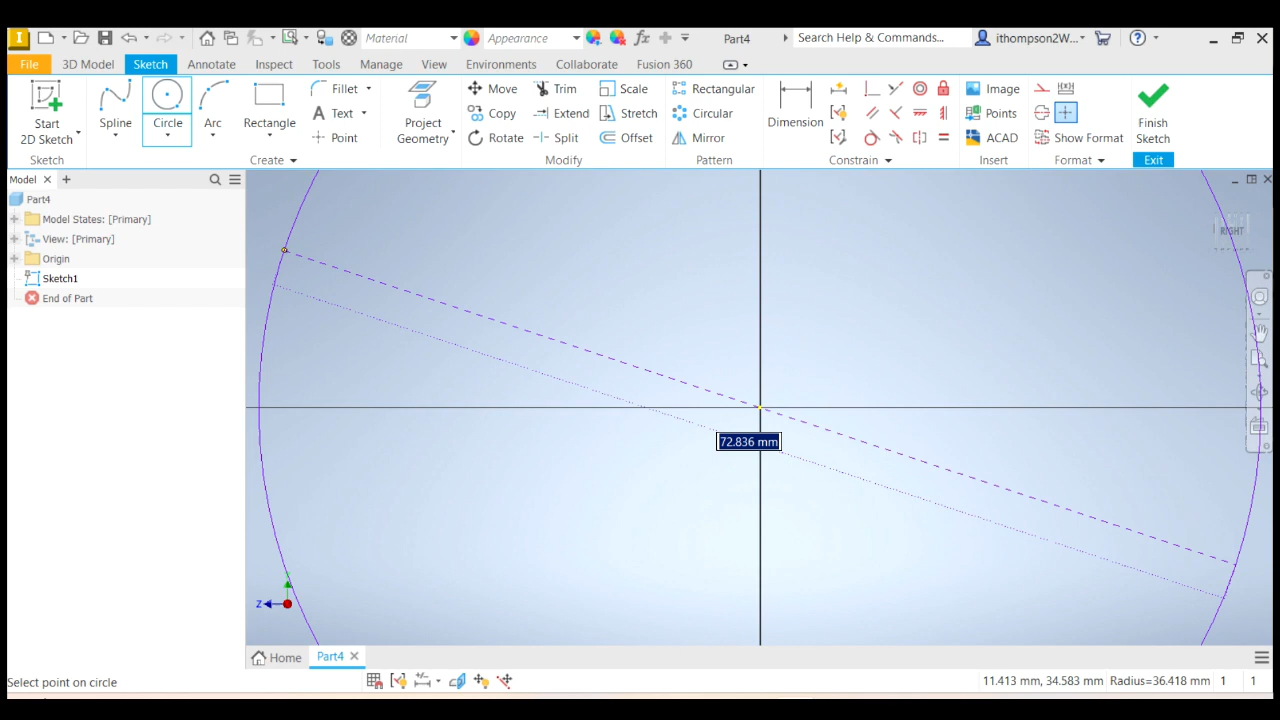 I Material Appearance fx Part4 Search Help & Commands... ithompson2W... ?
File 3D Model Sketch Annotate Inspect Tools Manage View Environments Collaborate Fusion 360
Start 2D Sketch Spline Circle Arc Rectangle Fillet Text Point Project Geometry Move Copy Rotate Trim Extend Split Scale Stretch Offset Rectangular Circular Mirror Dimension Image Points ACAD Show Format Finish Sketch
Sketch Create Modify Pattern Constrain Insert Format Exit
Model
Part4
Model States: [Primary]
View: [Primary]
Origin
Sketch1
End of Part
RIGHT
72.836 mm
Z
Home Part4
Select point on circle 11.413 mm, 34.583 mm Radius=36.418 mm 1 1